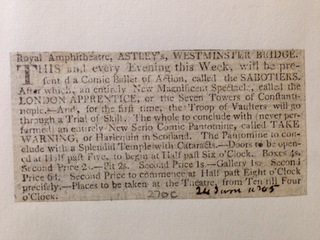 Royal Amphitheatre, ASTLEY's, WESTMINSTER BRIDGE.
THIS and every Evening this Week, will be pre-
sented a Comic Ballet of Action, called the SABOTIERS.
After which, an entirely New Magnificent Spectacle, called the
LONDON APPRENTICE, or the Seven Towers of Constanti-
nople.—And, for the first time, the Troop of Vaulters will go
through a Trial of Skill. The whole to conclude with (never per-
formed) an entirely New Serio Comic Pantomime, called TAKE
WARNING, or Harlequin in Scotland. The Pantomime to con-
clude with a Splendid Temple with Cataracts.—Doors to be open-
ed at Half past Five, to begin at Half past Six o'Clock. Boxes 4s.
Second Price 2s.—Pit 2s. Second Price 1s.—Gallery 1s. Second
Price 6d. Second Price to commence at Half past Eight o'Clock
precisely.—Places to be taken at the Theatre, from Ten till Four
o'Clock.
24 June